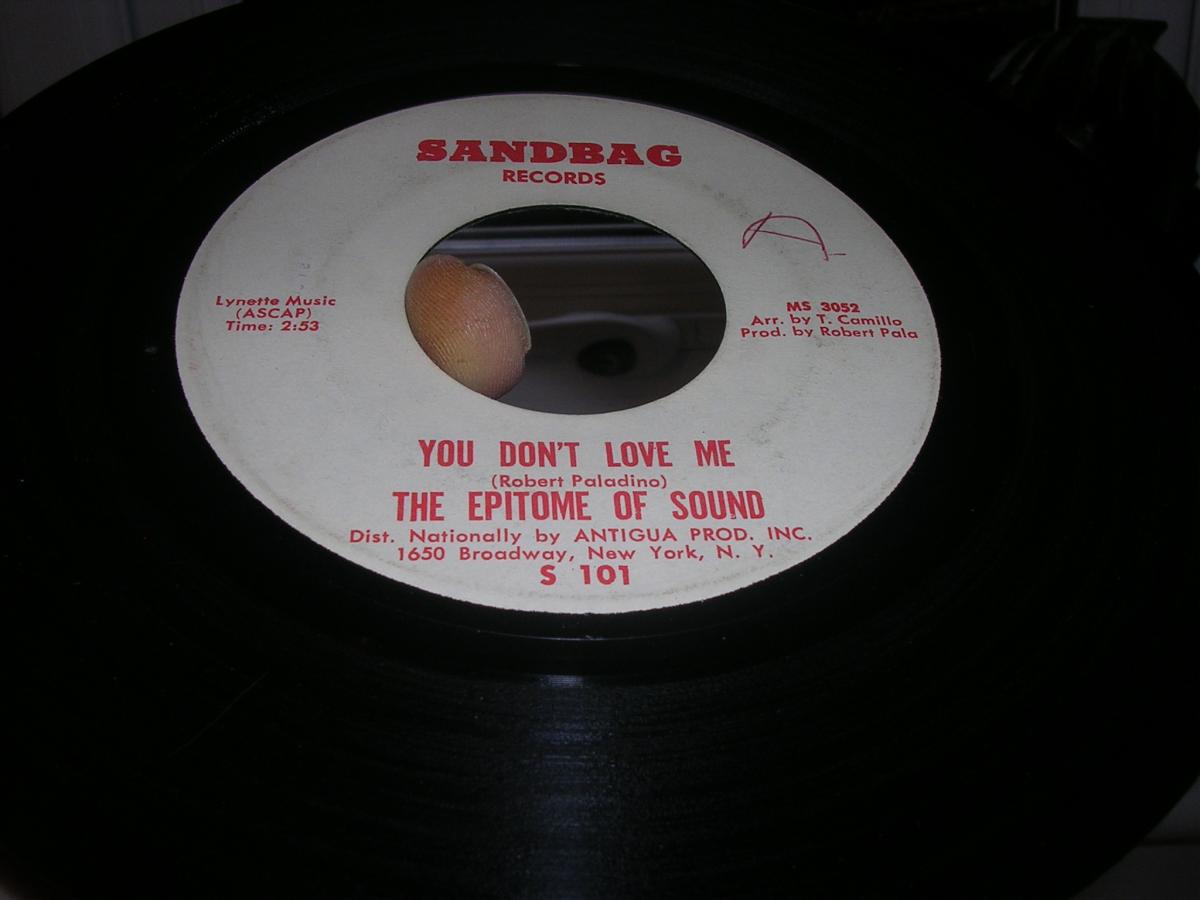 SANDBAG
RECORDS
A
Lynette Music
(ASCAP)
Time: 2:53
MS 3052
Arr. by T. Camillo
Prod. by Robert Pala
YOU DON'T LOVE ME
(Robert Paladino)
THE EPITOME OF SOUND
Dist. Nationally by ANTIGUA PROD. INC.
1650 Broadway, New York, N. Y.
S 101